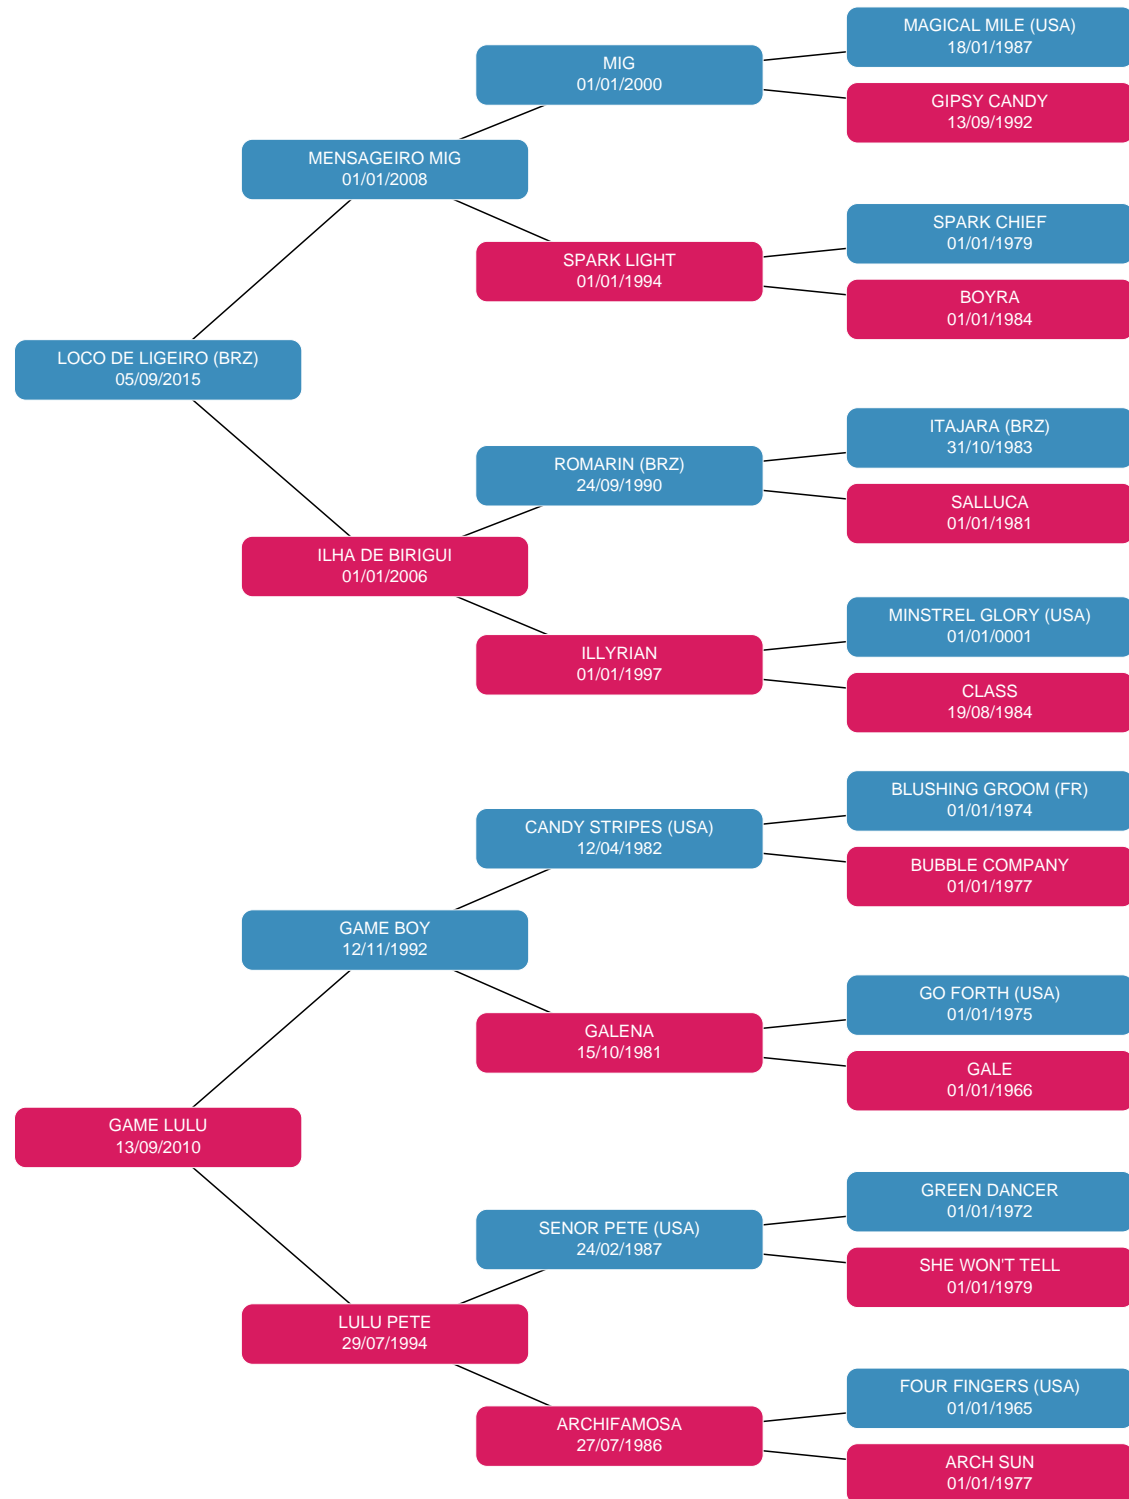 MAGICAL MILE (USA)
18/01/1987
MIG
01/01/2000
GIPSY CANDY
13/09/1992
MENSAGEIRO MIG
01/01/2008
SPARK CHIEF
01/01/1979
SPARK LIGHT
01/01/1994
BOYRA
01/01/1984
LOCO DE LIGEIRO (BRZ)
05/09/2015
ITAJARA (BRZ)
31/10/1983
ROMARIN (BRZ)
24/09/1990
SALLUCA
01/01/1981
ILHA DE BIRIGUI
01/01/2006
MINSTREL GLORY (USA)
01/01/0001
ILLYRIAN
01/01/1997
CLASS
19/08/1984
BLUSHING GROOM (FR)
01/01/1974
CANDY STRIPES (USA)
12/04/1982
BUBBLE COMPANY
01/01/1977
GAME BOY
12/11/1992
GO FORTH (USA)
01/01/1975
GALENA
15/10/1981
GALE
01/01/1966
GAME LULU
13/09/2010
GREEN DANCER
01/01/1972
SENOR PETE (USA)
24/02/1987
SHE WON'T TELL
01/01/1979
LULU PETE
29/07/1994
FOUR FINGERS (USA)
01/01/1965
ARCHIFAMOSA
27/07/1986
ARCH SUN
01/01/1977